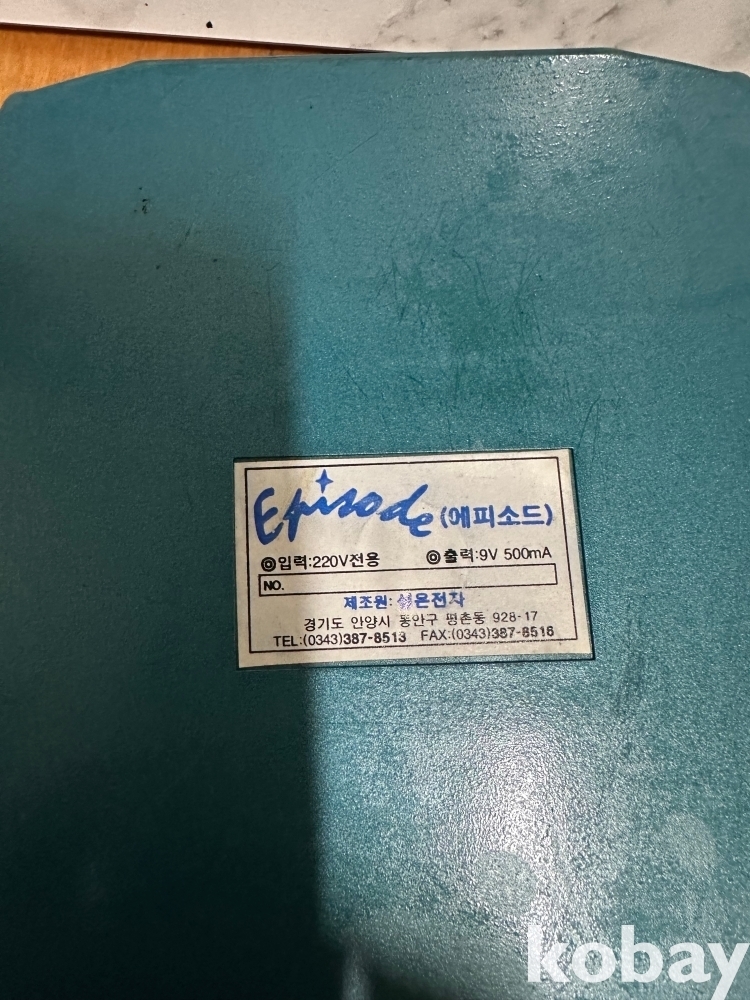 Episode (에피소드)
◎입력:220V전용 ◎출력:9V 500mA
NO.
제조원: 전자
경기도 안양시 동안구 평촌동 928-17
TEL:(0343)387-8513 FAX:(0343)387-8516
kobay